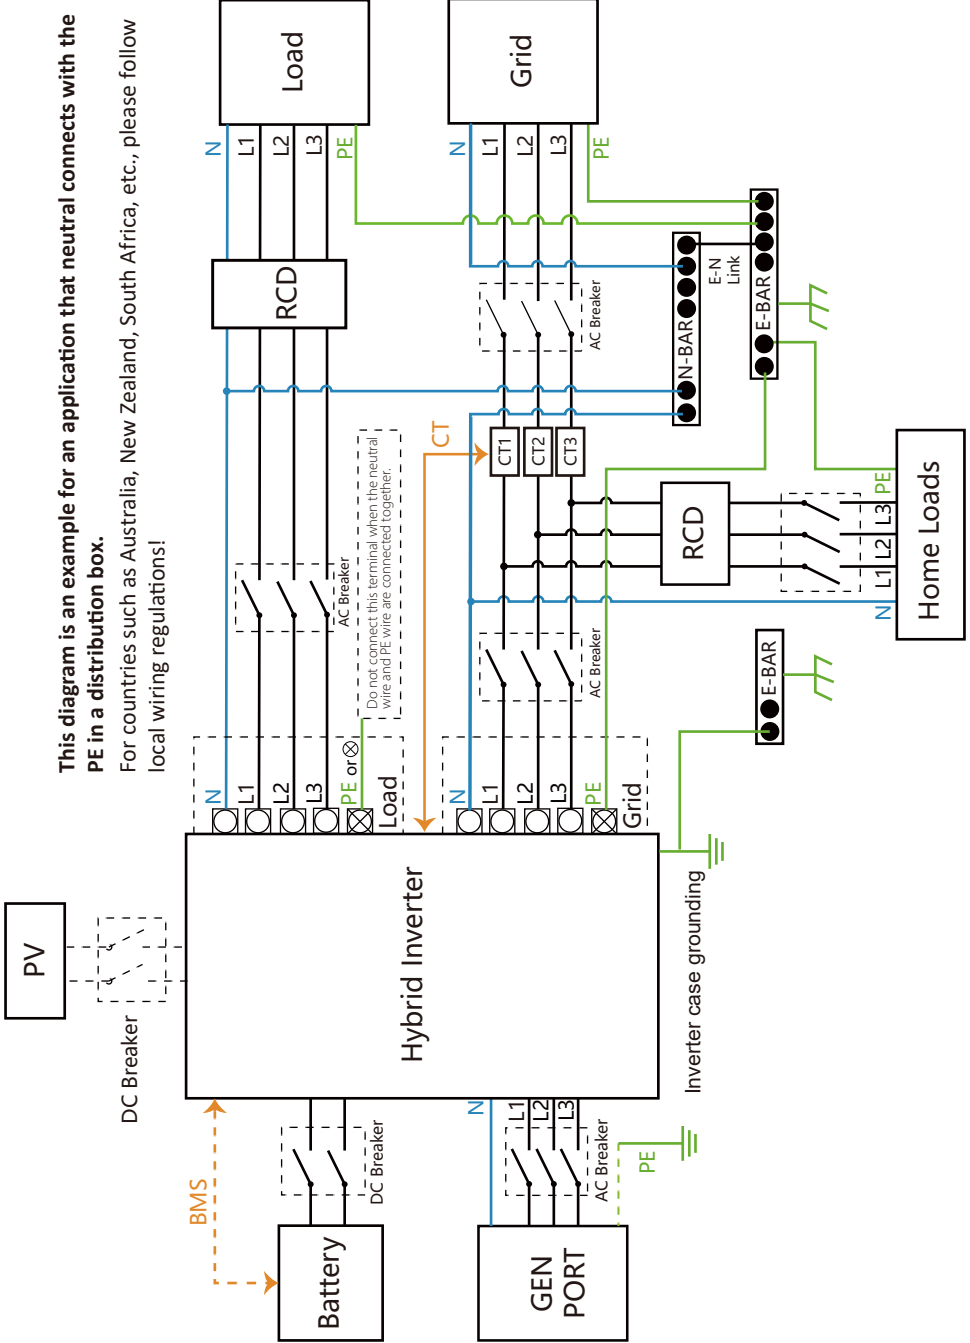 This diagram is an example for an application that neutral connects with the
PE in a distribution box.
For countries such as Australia, New Zealand, South Africa, etc., please follow
local wiring regulations!
PV
DC Breaker
BMS
Battery
DC Breaker
GEN
PORT
N
L1
L2
L3
AC Breaker
PE
Hybrid Inverter
Inverter case grounding
N
L1
L2
L3
PE or
Load
Do not connect this terminal when the neutral
wire and PE wire are connected together.
AC Breaker
RCD
N
L1
L2
L3
PE
Load
CT
N
L1
L2
L3
PE
Grid
AC Breaker
CT1
CT2
CT3
AC Breaker
N
L1
L2
L3
PE
Grid
N-BAR
E-N
Link
E-BAR
RCD
N
L1
L2
L3
PE
Home Loads
E-BAR